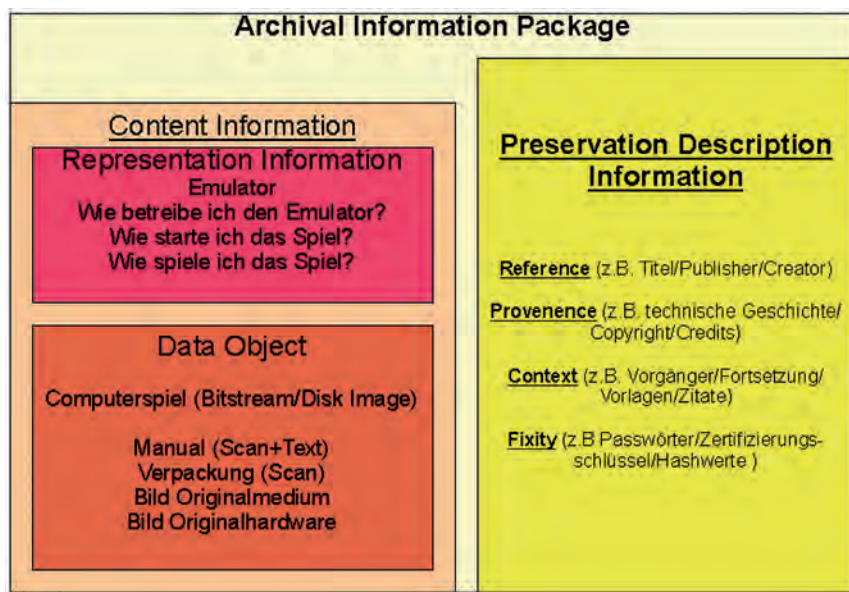 Archival Information Package
Content Information
Representation Information
Emulator
Wie betreibe ich den Emulator?
Wie starte ich das Spiel?
Wie spiele ich das Spiel?
Data Object
Computerspiel (Bitstream/Disk Image)
Manual (Scan+Text)
Verpackung (Scan)
Bild Originalmedium
Bild Originalhardware
Preservation Description
Information
Reference (z.B. Titel/Publisher/Creator)
Provenence (z.B. technische Geschichte/
Copyright/Credits)
Context (z.B. Vorgänger/Fortsetzung/
Vorlagen/Zitate)
Fixity (z.B Passwörter/Zertifizierungs-
schlüssel/Hashwerte )